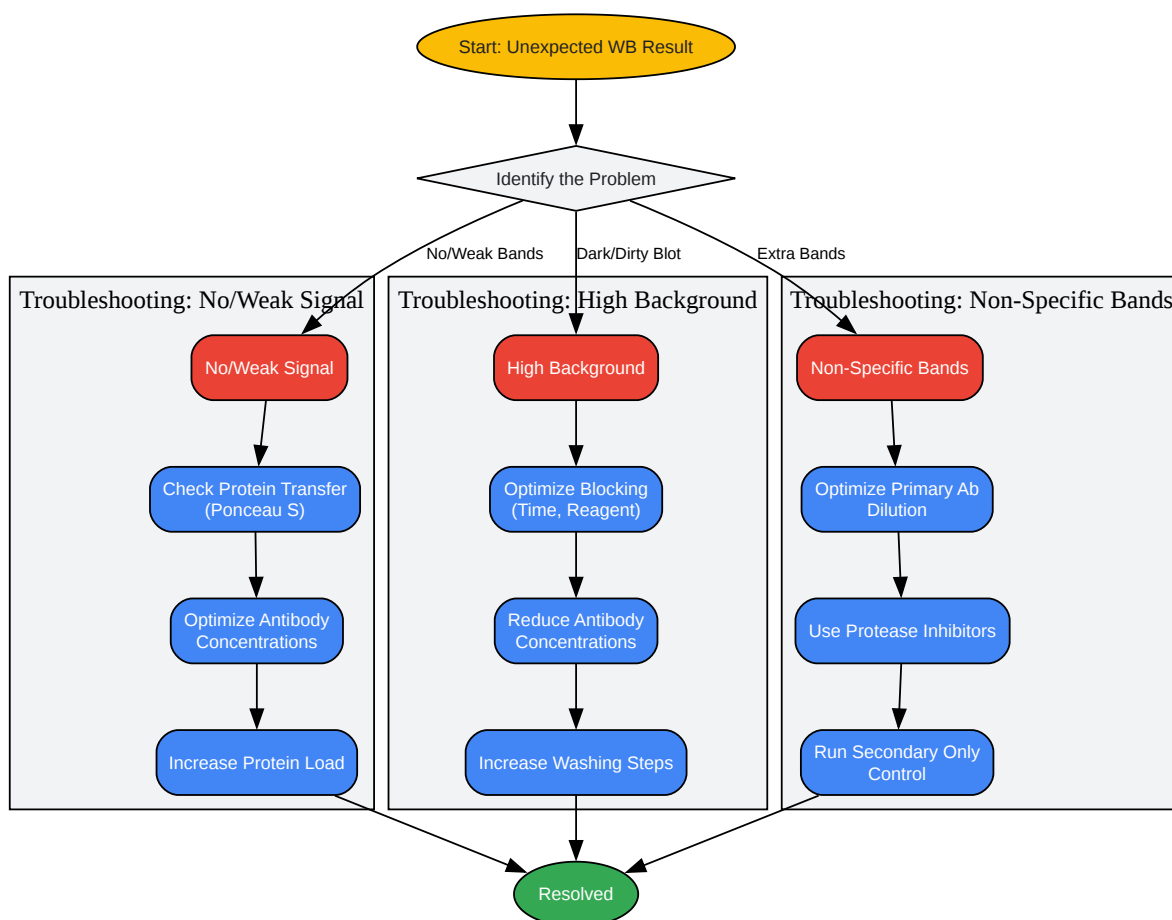 Start: Unexpected WB Result
Identify the Problem
No/Weak Bands
Dark/Dirty Blot
Extra Bands
Troubleshooting: No/Weak Signal
Troubleshooting: High Background
Troubleshooting: Non-Specific Bands
No/Weak Signal
High Background
Non-Specific Bands
Check Protein Transfer
(Ponceau S)
Optimize Blocking
(Time, Reagent)
Optimize Primary Ab
Dilution
Optimize Antibody
Concentrations
Reduce Antibody
Concentrations
Use Protease Inhibitors
Increase Protein Load
Increase Washing Steps
Run Secondary Only
Control
Resolved